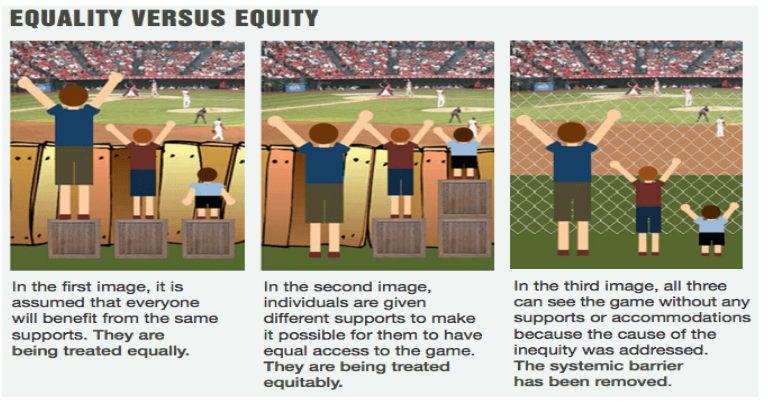 EQUALITY VERSUS EQUITY
In the first image, it is
assumed that everyone
will benefit from the same
supports. They are
being treated equally.
In the second image,
individuals are given
different supports to make
it possible for them to have
equal access to the game.
They are being treated
equitably.
In the third image, all three
can see the game without any
supports or accommodations
because the cause of the
inequity was addressed.
The systemic barrier
has been removed.